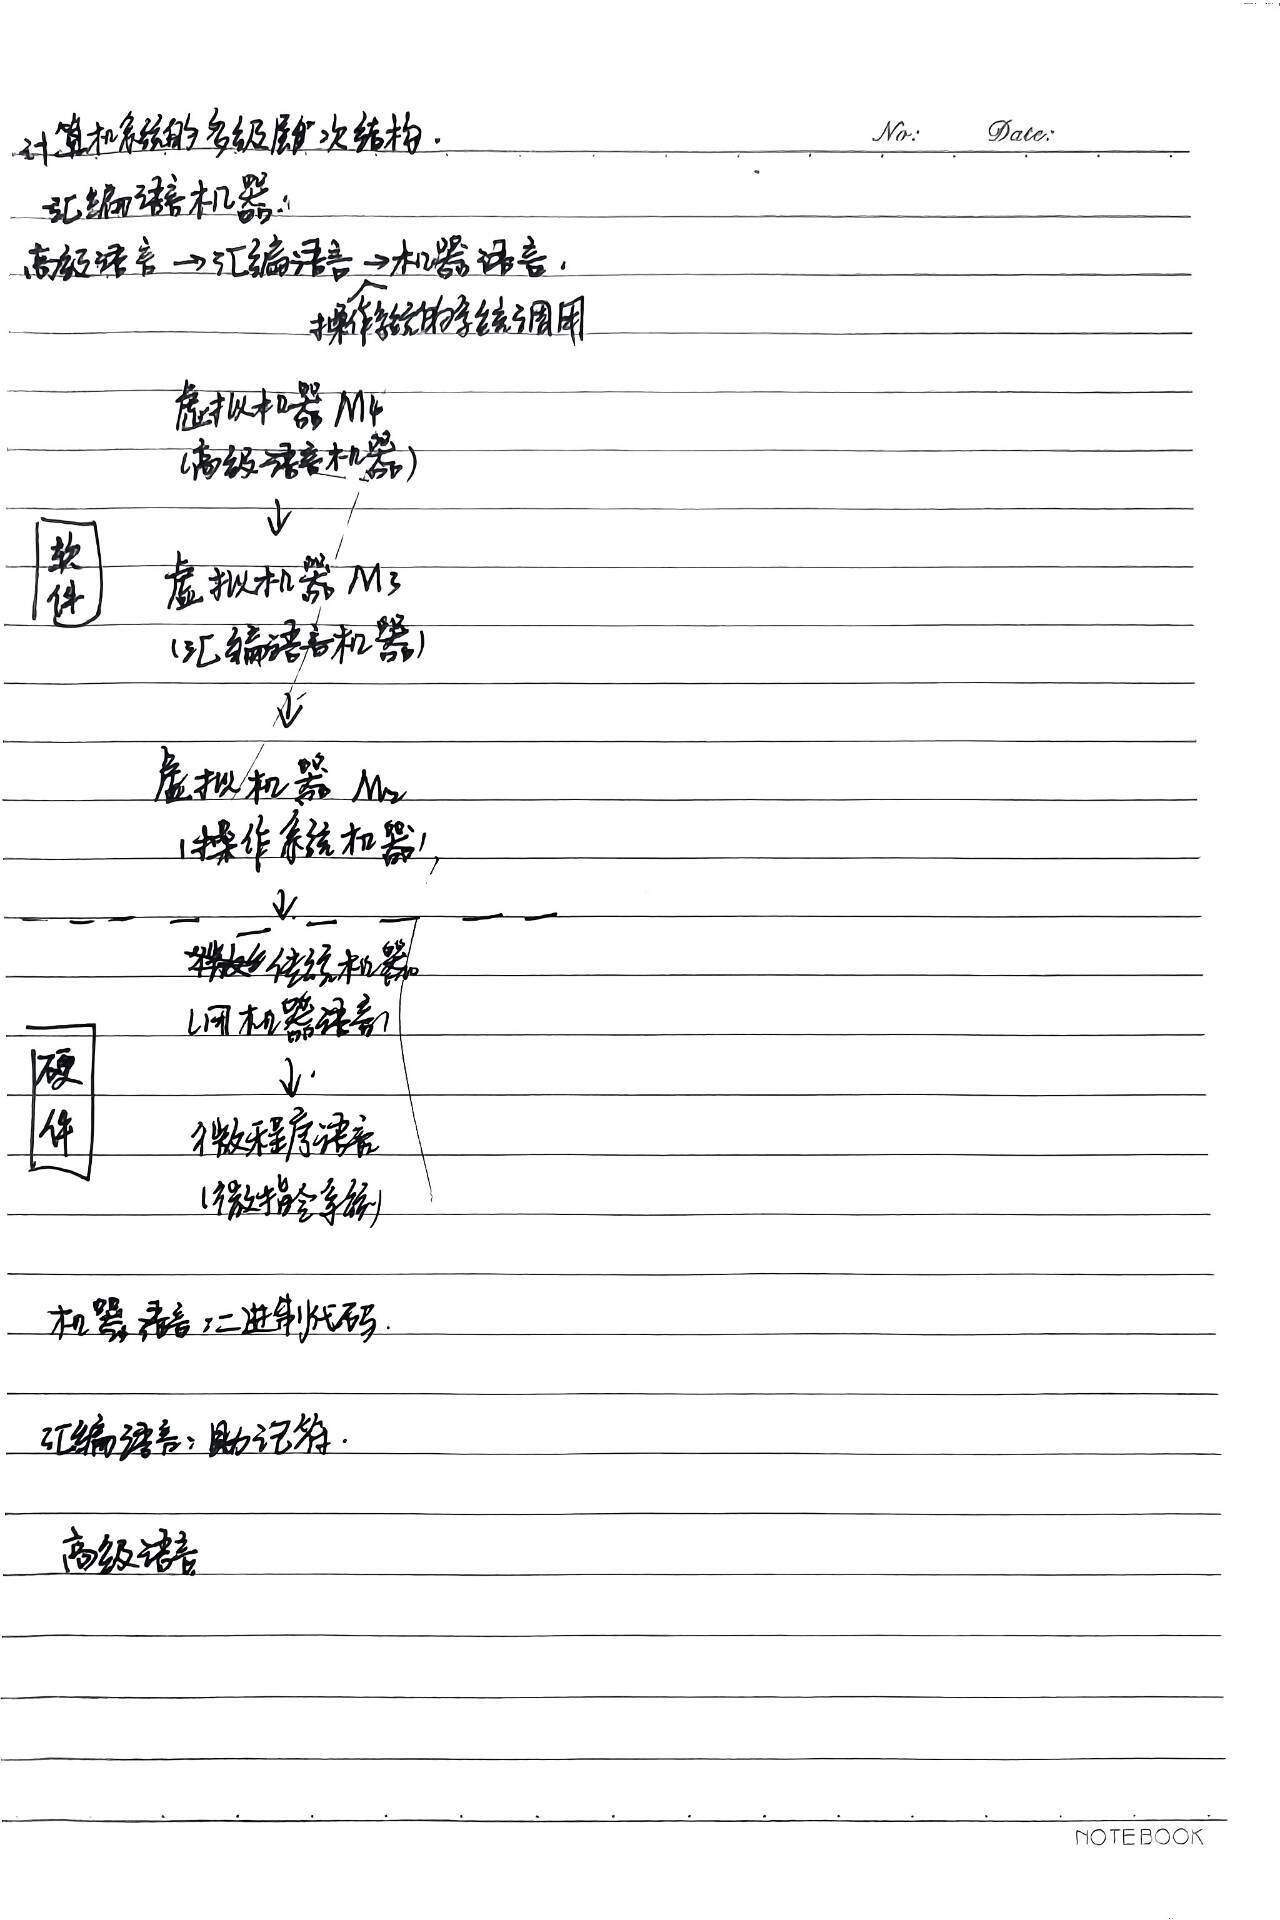 No: Date:
计算机系统的多级层次结构.
汇编语言机器:
高级语言→汇编语言→机器语言.
操作系统的系统调用
虚拟机器 M4
(高级语言机器)
↓
软件
虚拟机器 M3
(汇编语言机器)
↓
虚拟机器 M2
(操作系统机器)
↓
传统机器
(用机器语言)
硬件
↓
微程序语言
(微指令系统)
机器语言:二进制代码.
汇编语言:助记符.
高级语言
NOTEBOOK